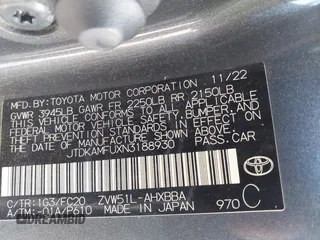 MFD.BY:TOYOTA MOTOR CORPORATION 11/22
GVWR 3945LB GAWR FR 2250LB RR 2150LB
THIS VEHICLE CONFORMS TO ALL APPLICABLE
FEDERAL MOTOR VEHICLE SAFETY AND
THEFT PREVENTION STANDARDS IN EFFECT ON
THE DATE OF MANUFACTURE SHOWN ABOVE.
JTDKAMFUXN3188930 PASS.CAR
TOYOTA
C/TR:1G3/FC20 ZVW51L-AHXBBA
A/TM:-01A/P610 MADE IN JAPAN 970 C